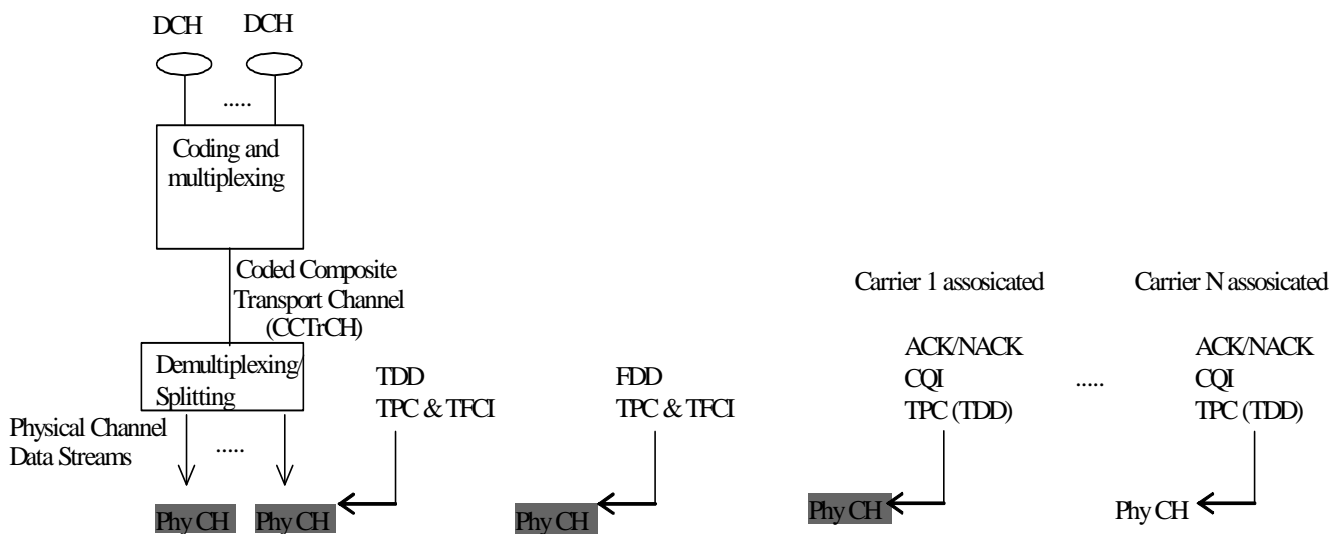 DCH DCH
.....
Coding and
multiplexing
Coded Composite
Transport Channel
(CCTrCH)
Demultiplexing/
Splitting
Physical Channel
Data Streams
.....
Phy CH Phy CH
TDD
TPC & TFCI
FDD
TPC & TFCI
Phy CH
Carrier 1 assosicated
ACK/NACK
CQI
TPC (TDD)
Phy CH
.....
Carrier N assosicated
ACK/NACK
CQI
TPC (TDD)
Phy CH